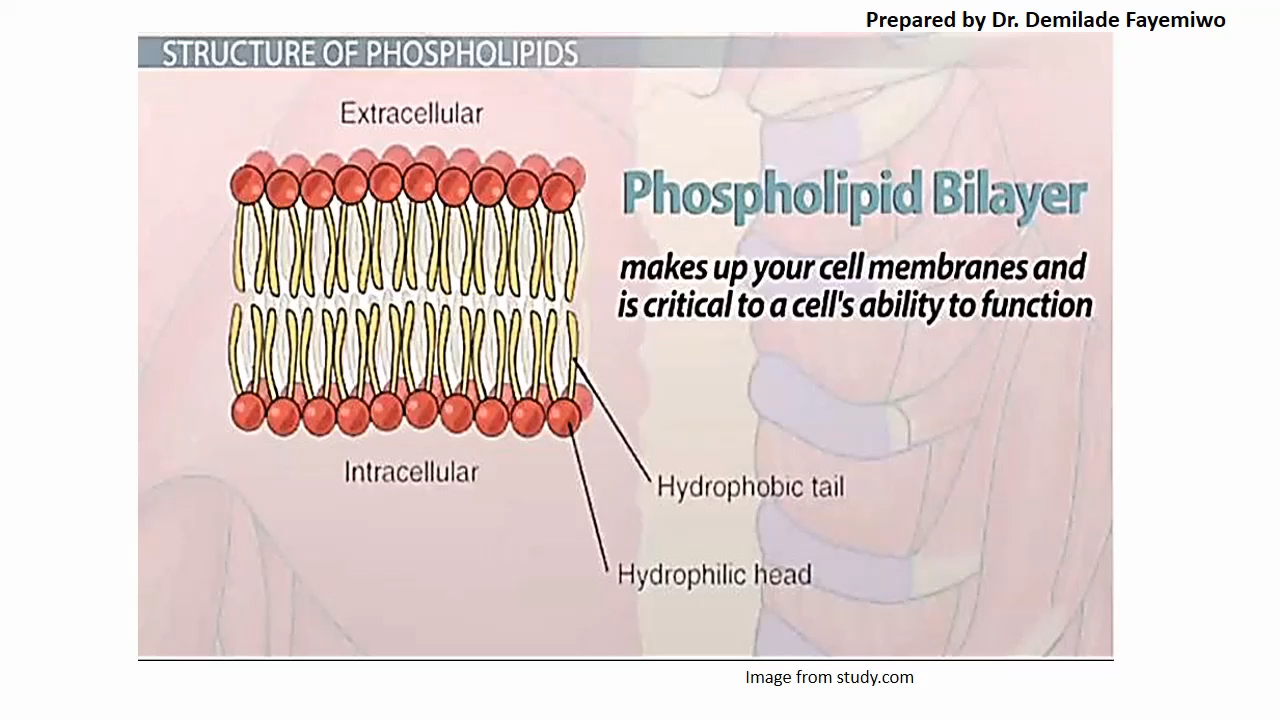 Prepared by Dr. Demilade Fayemiwo
STRUCTURE OF PHOSPHOLIPIDS
Extracellular
Phospholipid Bilayer
makes up your cell membranes and
is critical to a cell's ability to function
Intracellular
Hydrophobic tail
Hydrophilic head
Image from study.com